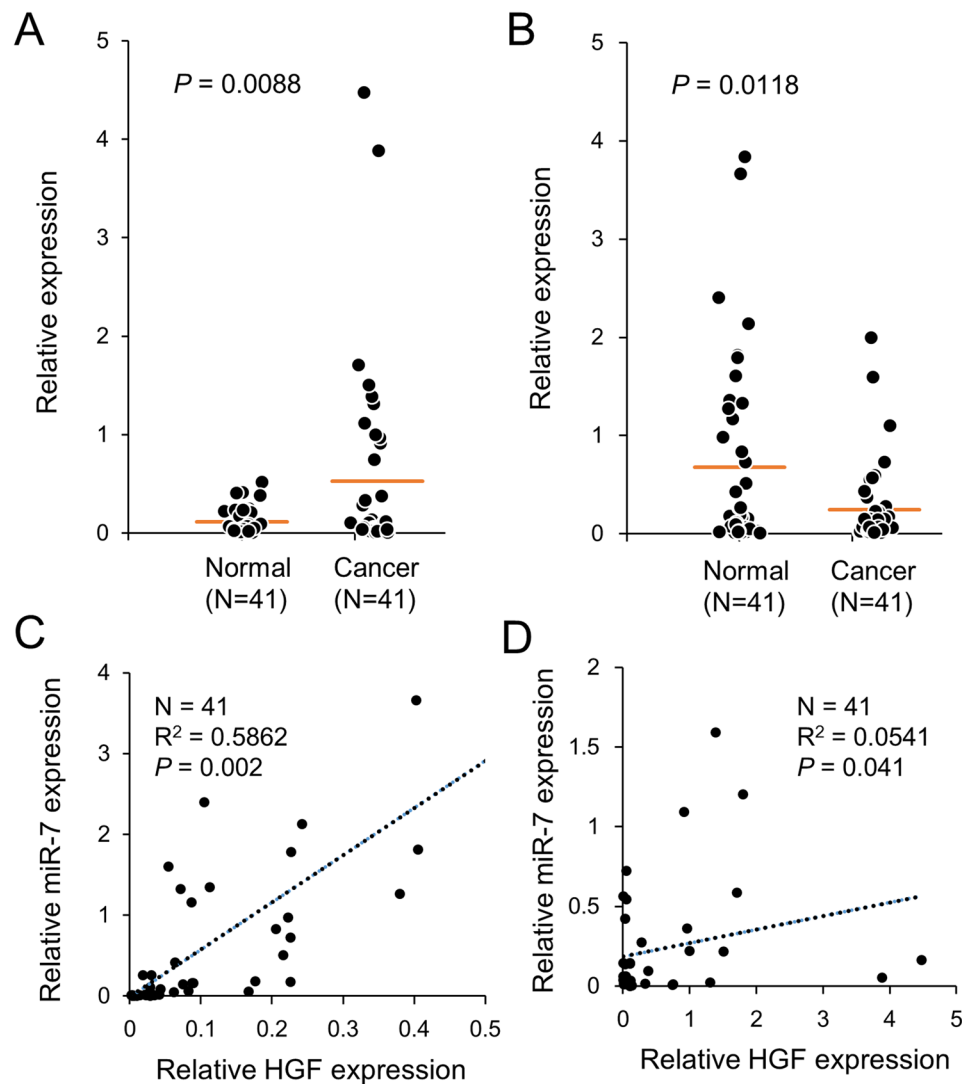 A
B
Relative expression
5
4
3
2
1
0
P = 0.0088
Normal
(N=41)
Cancer
(N=41)
Relative expression
5
4
3
2
1
0
P = 0.0118
Normal
(N=41)
Cancer
(N=41)
C
D
Relative miR-7 expression
4
3
2
1
0
N = 41
R² = 0.5862
P = 0.002
0 0.1 0.2 0.3 0.4 0.5
Relative HGF expression
Relative miR-7 expression
2
1.5
1
0.5
0
N = 41
R² = 0.0541
P = 0.041
0 1 2 3 4 5
Relative HGF expression